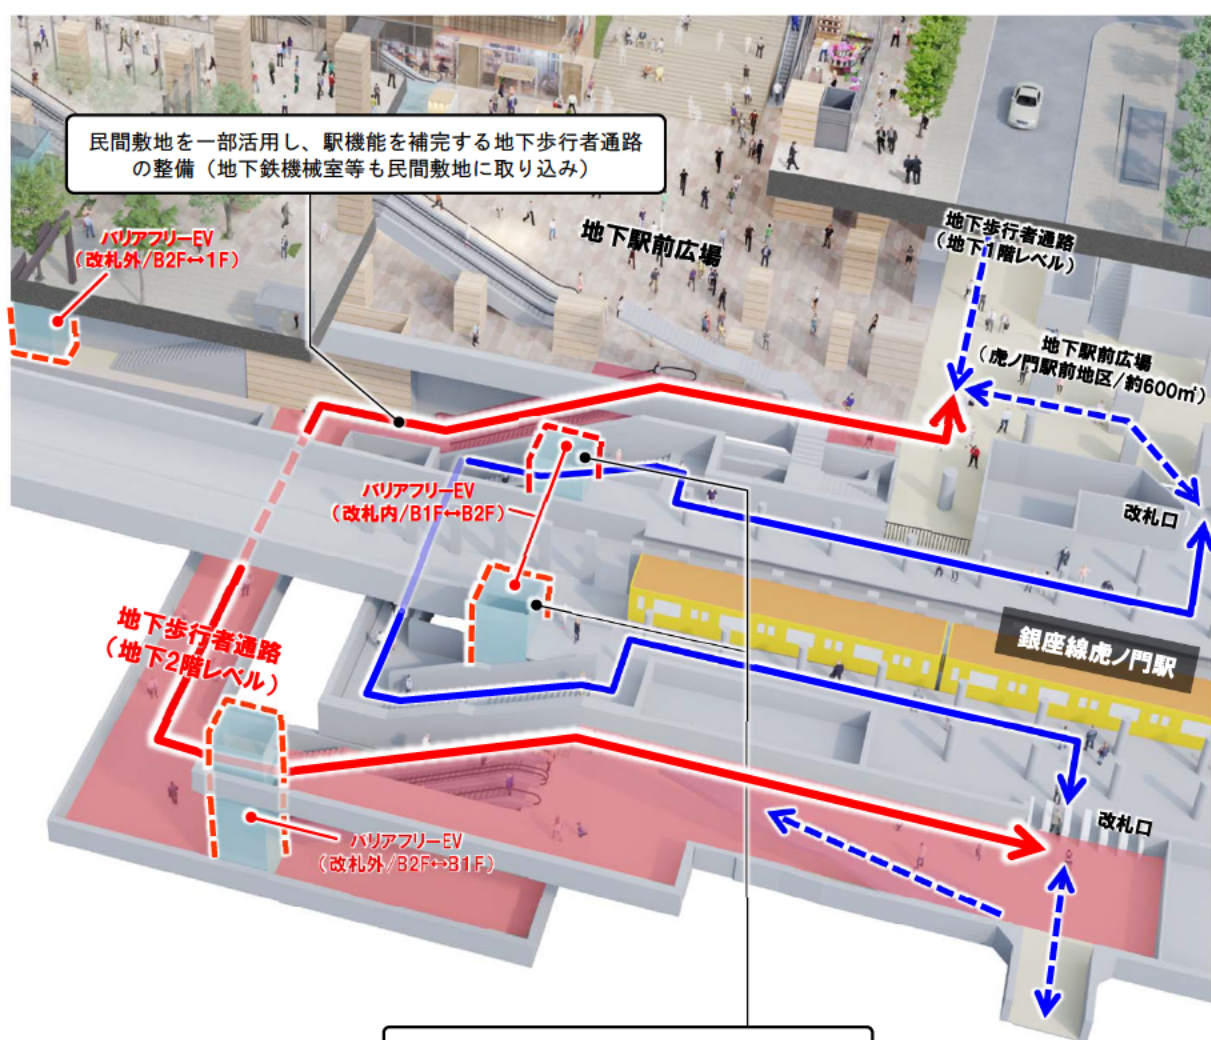 民間敷地を一部活用し、駅機能を補完する地下歩行者通路
の整備（地下鉄機械室等も民間敷地に取り込み）
バリアフリーEV
（改札外/B2F↔1F）
地下駅前広場
地下歩行者通路
（地下1階レベル）
地下駅前広場
（虎ノ門駅前地区/約600㎡）
バリアフリーEV
（改札内/B1F↔B2F）
改札口
銀座線虎ノ門駅
地下歩行者通路
（地下2階レベル）
改札口
バリアフリーEV
（改札外/B2F↔B1F）